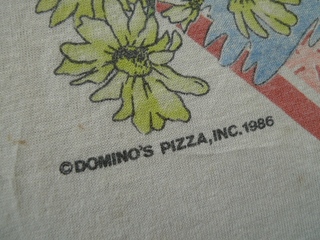 ©DOMINO'S PIZZA, INC. 1986